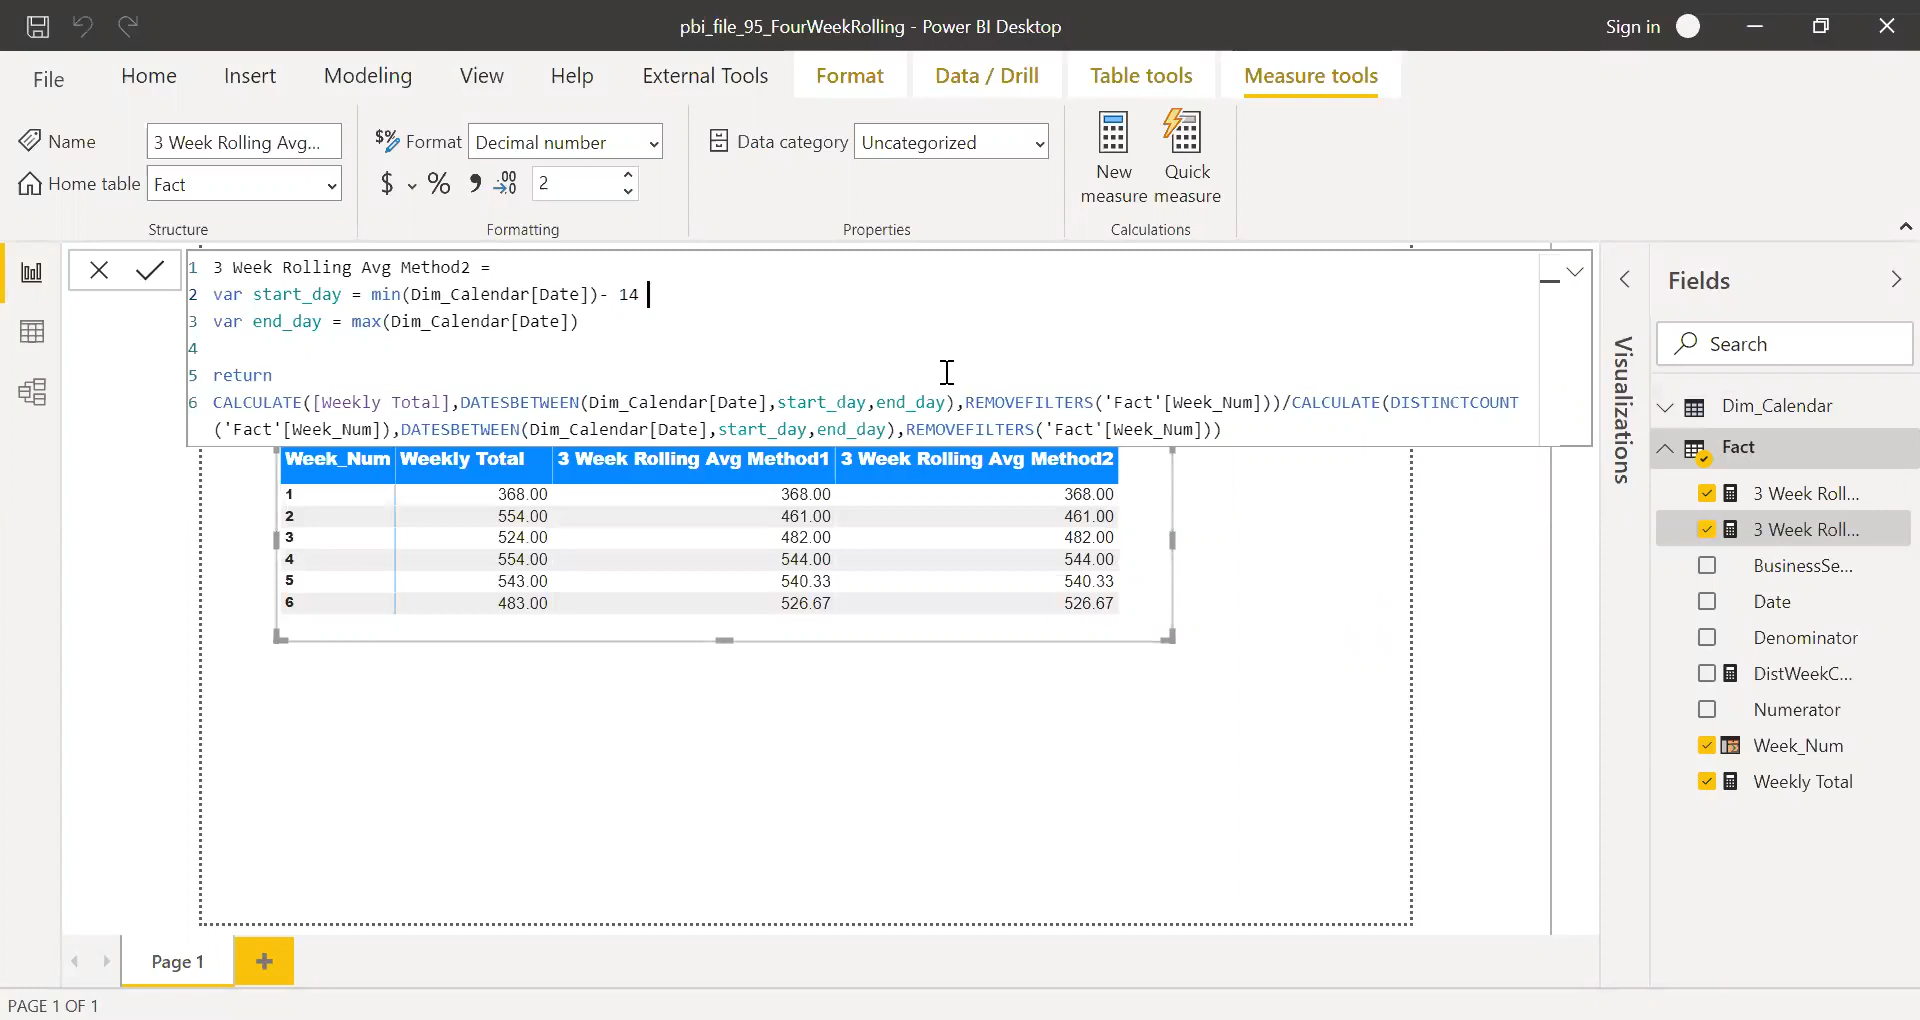 pbi_file_95_FourWeekRolling - Power BI Desktop
Sign in
File Home Insert Modeling View Help External Tools Format Data / Drill Table tools Measure tools
Name 3 Week Rolling Avg... $% Format Decimal number Data category Uncategorized
Home table Fact $ % , .00 →0 2
New measure
Quick measure
Structure Formatting Properties Calculations
1 3 Week Rolling Avg Method2 =
2 var start_day = min(Dim_Calendar[Date])- 14
3 var end_day = max(Dim_Calendar[Date])
4
5 return
6 CALCULATE([Weekly Total],DATESBETWEEN(Dim_Calendar[Date],start_day,end_day),REMOVEFILTERS('Fact'[Week_Num]))/CALCULATE(DISTINCTCOUNT
('Fact'[Week_Num]),DATESBETWEEN(Dim_Calendar[Date],start_day,end_day),REMOVEFILTERS('Fact'[Week_Num]))
Week_Num Weekly Total 3 Week Rolling Avg Method1 3 Week Rolling Avg Method2
1 368.00 368.00 368.00
2 554.00 461.00 461.00
3 524.00 482.00 482.00
4 554.00 544.00 544.00
5 543.00 540.33 540.33
6 483.00 526.67 526.67
Visualizations
Fields
Search
Dim_Calendar
Fact
3 Week Roll...
3 Week Roll...
BusinessSe...
Date
Denominator
DistWeekC...
Numerator
Week_Num
Weekly Total
Page 1
PAGE 1 OF 1